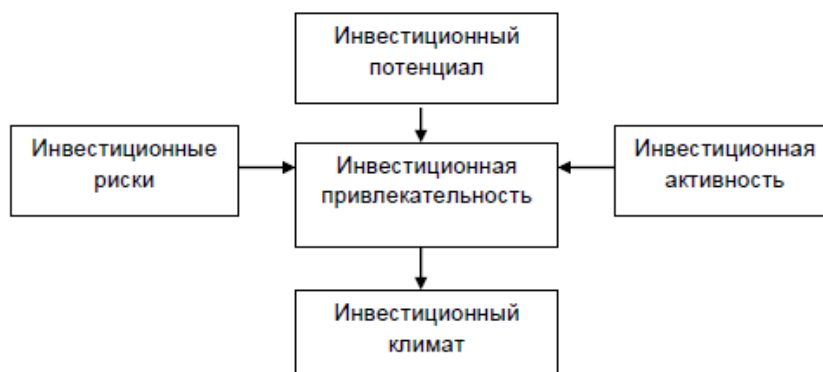 Инвестиционный
потенциал
Инвестиционные
риски
Инвестиционная
привлекательность
Инвестиционная
активность
Инвестиционный
климат